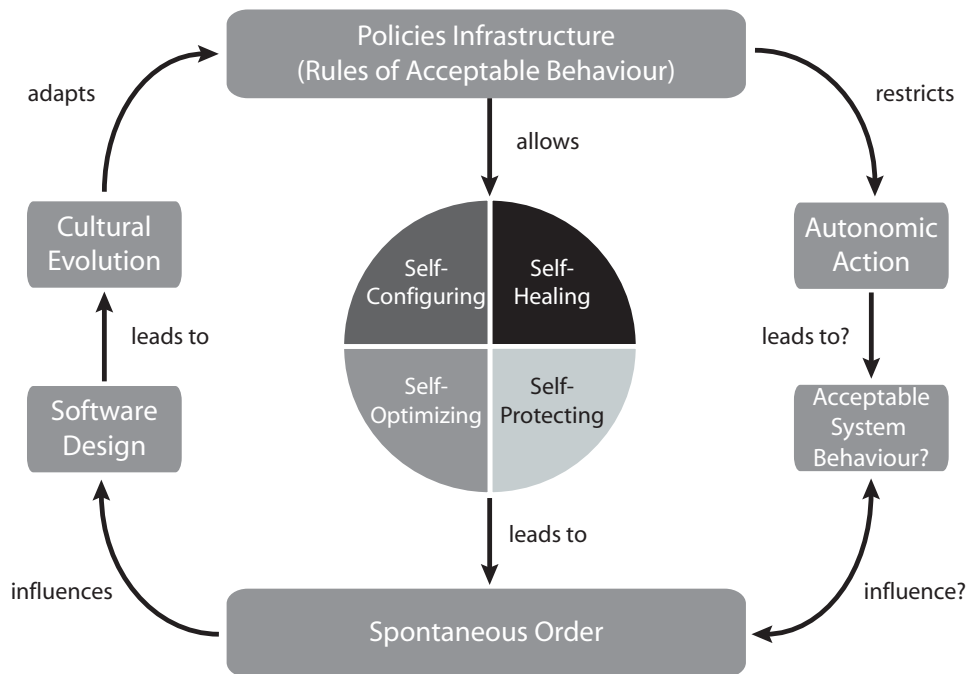 Policies Infrastructure
(Rules of Acceptable Behaviour)
adapts
restricts
allows
Cultural
Evolution
Autonomic
Action
Self-
Configuring
Self-
Healing
leads to
leads to?
Self-
Optimizing
Self-
Protecting
Software
Design
Acceptable
System
Behaviour?
leads to
influences
influence?
Spontaneous Order